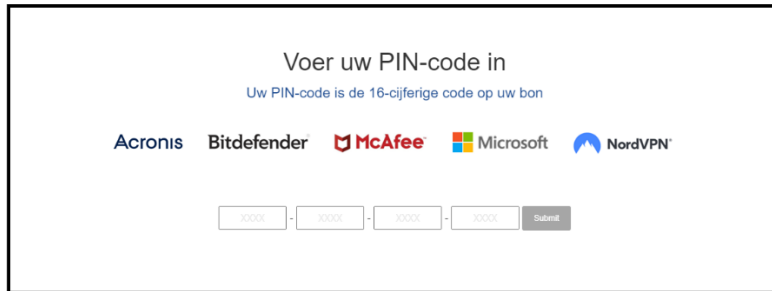 Voer uw PIN-code in
Uw PIN-code is de 16-cijferige code op uw bon
Acronis Bitdefender McAfee Microsoft NordVPN
XXXX - XXXX - XXXX - XXXX Submit